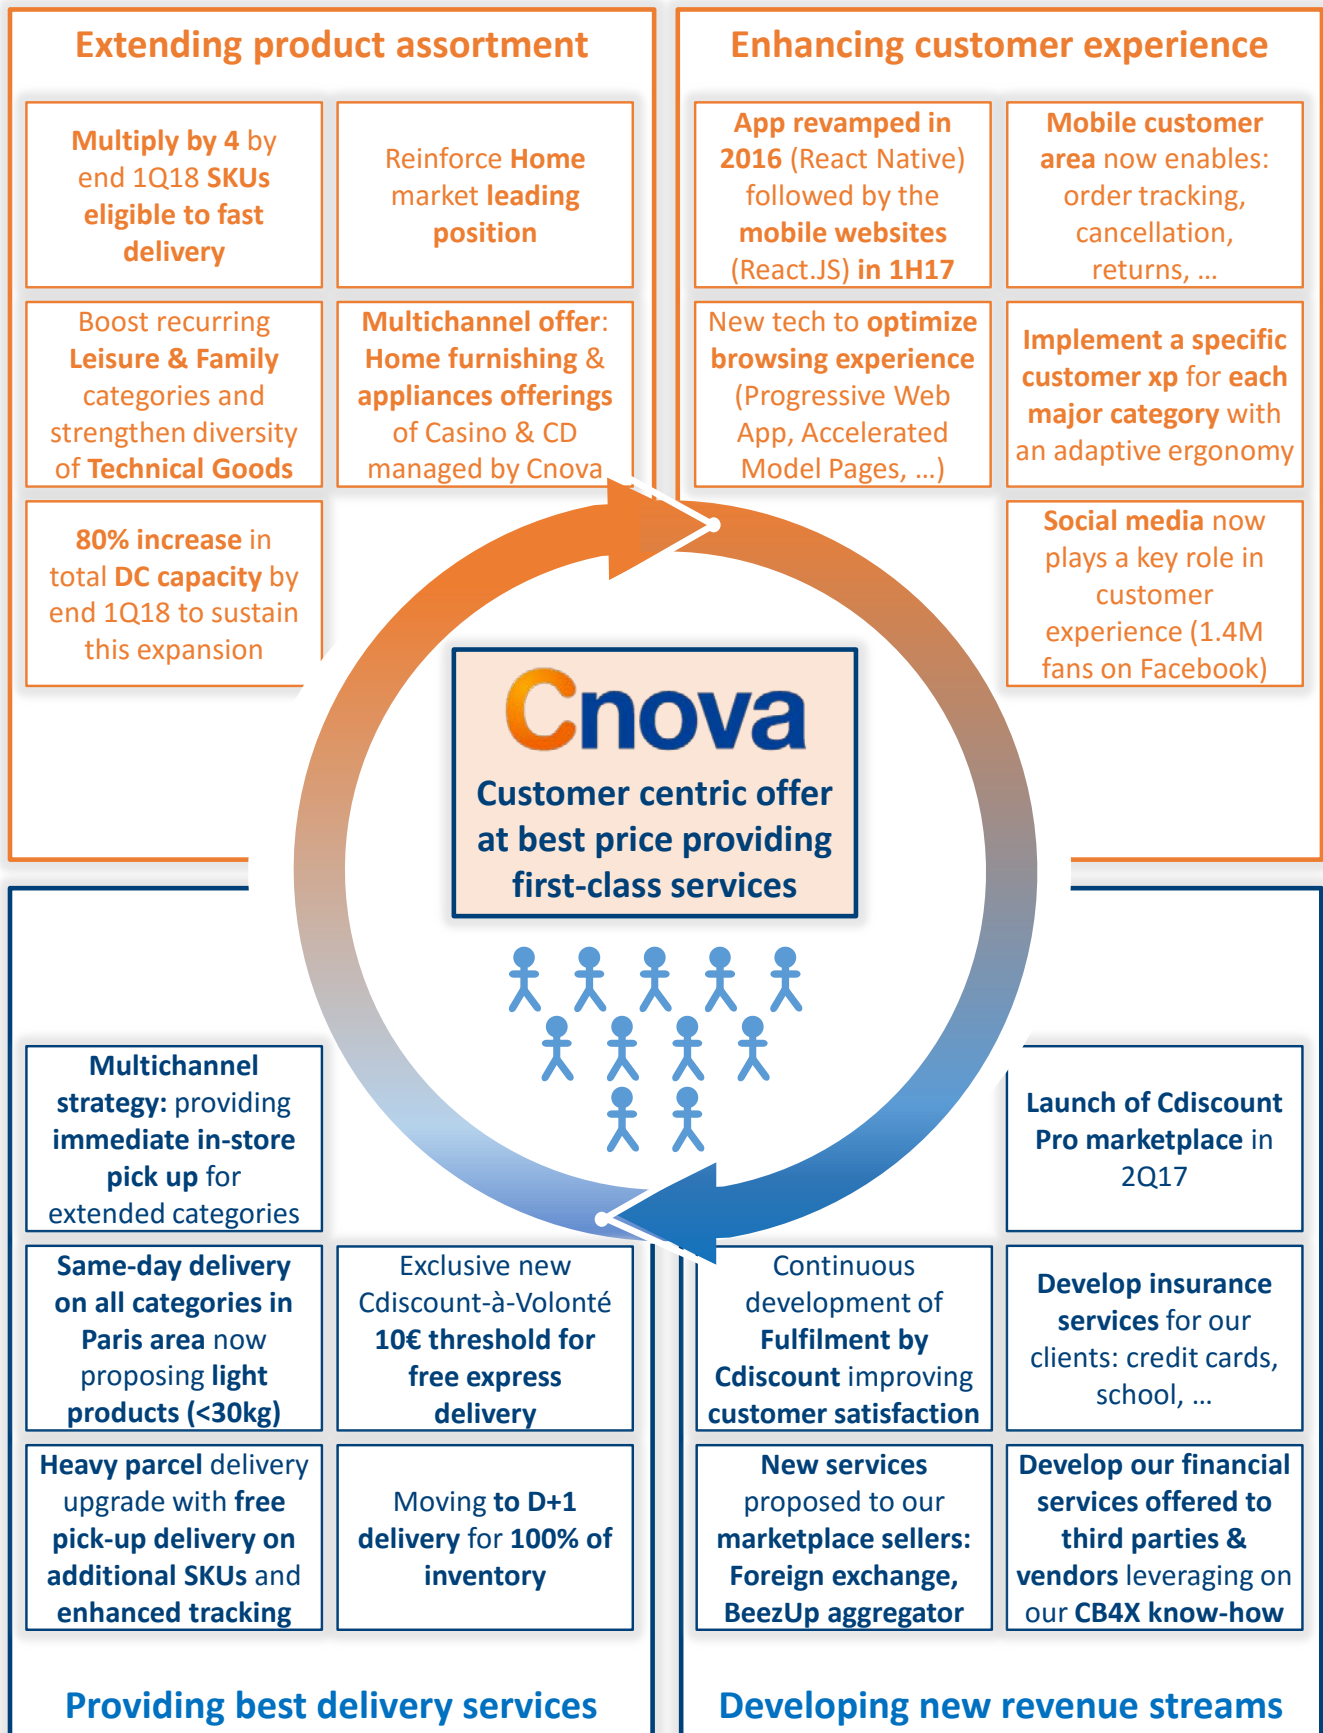 Extending product assortment
Multiply by 4 by
end 1Q18 SKUs
eligible to fast
delivery
Reinforce Home
market leading
position
Boost recurring
Leisure & Family
categories and
strengthen diversity
of Technical Goods
Multichannel offer:
Home furnishing &
appliances offerings
of Casino & CD
managed by Cnova
80% increase in
total DC capacity by
end 1Q18 to sustain
this expansion
Enhancing customer experience
App revamped in
2016 (React Native)
followed by the
mobile websites
(React.JS) in 1H17
Mobile customer
area now enables:
order tracking,
cancellation,
returns, ...
New tech to optimize
browsing experience
(Progressive Web
App, Accelerated
Model Pages, ...)
Implement a specific
customer xp for each
major category with
an adaptive ergonomy
Social media now
plays a key role in
customer
experience (1.4M
fans on Facebook)
Cnova
Customer centric offer
at best price providing
first-class services
Multichannel
strategy: providing
immediate in-store
pick up for
extended categories
Same-day delivery
on all categories in
Paris area now
proposing light
products (<30kg)
Exclusive new
Cdiscount-à-Volonté
10€ threshold for
free express
delivery
Heavy parcel delivery
upgrade with free
pick-up delivery on
additional SKUs and
enhanced tracking
Moving to D+1
delivery for 100% of
inventory
Providing best delivery services
Launch of Cdiscount
Pro marketplace in
2Q17
Continuous
development of
Fulfilment by
Cdiscount improving
customer satisfaction
Develop insurance
services for our
clients: credit cards,
school, ...
New services
proposed to our
marketplace sellers:
Foreign exchange,
BeezUp aggregator
Develop our financial
services offered to
third parties &
vendors leveraging on
our CB4X know-how
Developing new revenue streams